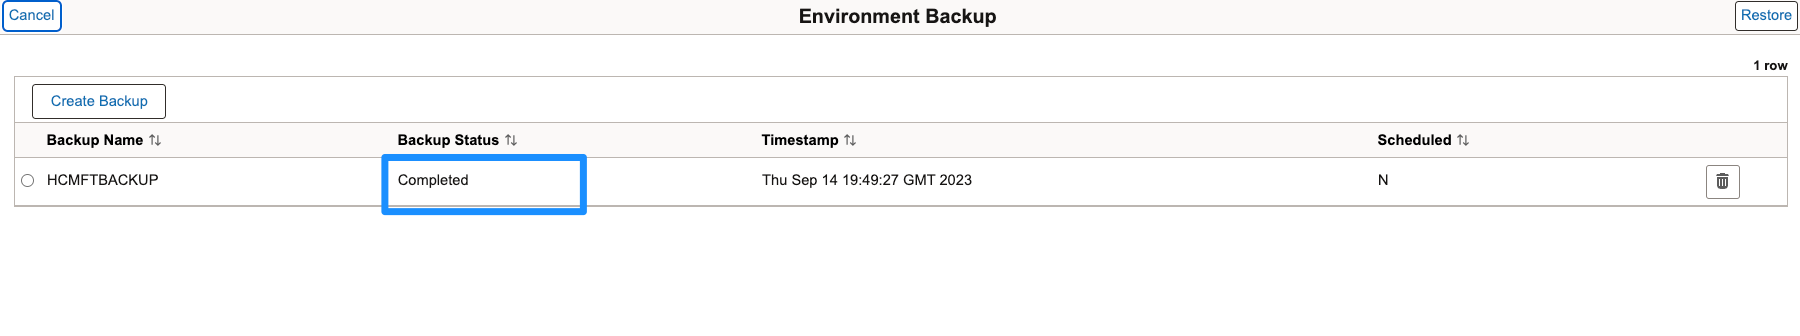 Cancel Environment Backup Restore
1 row
Create Backup
Backup Name Backup Status Timestamp Scheduled
HCMFTBACKUP Completed Thu Sep 14 19:49:27 GMT 2023 N